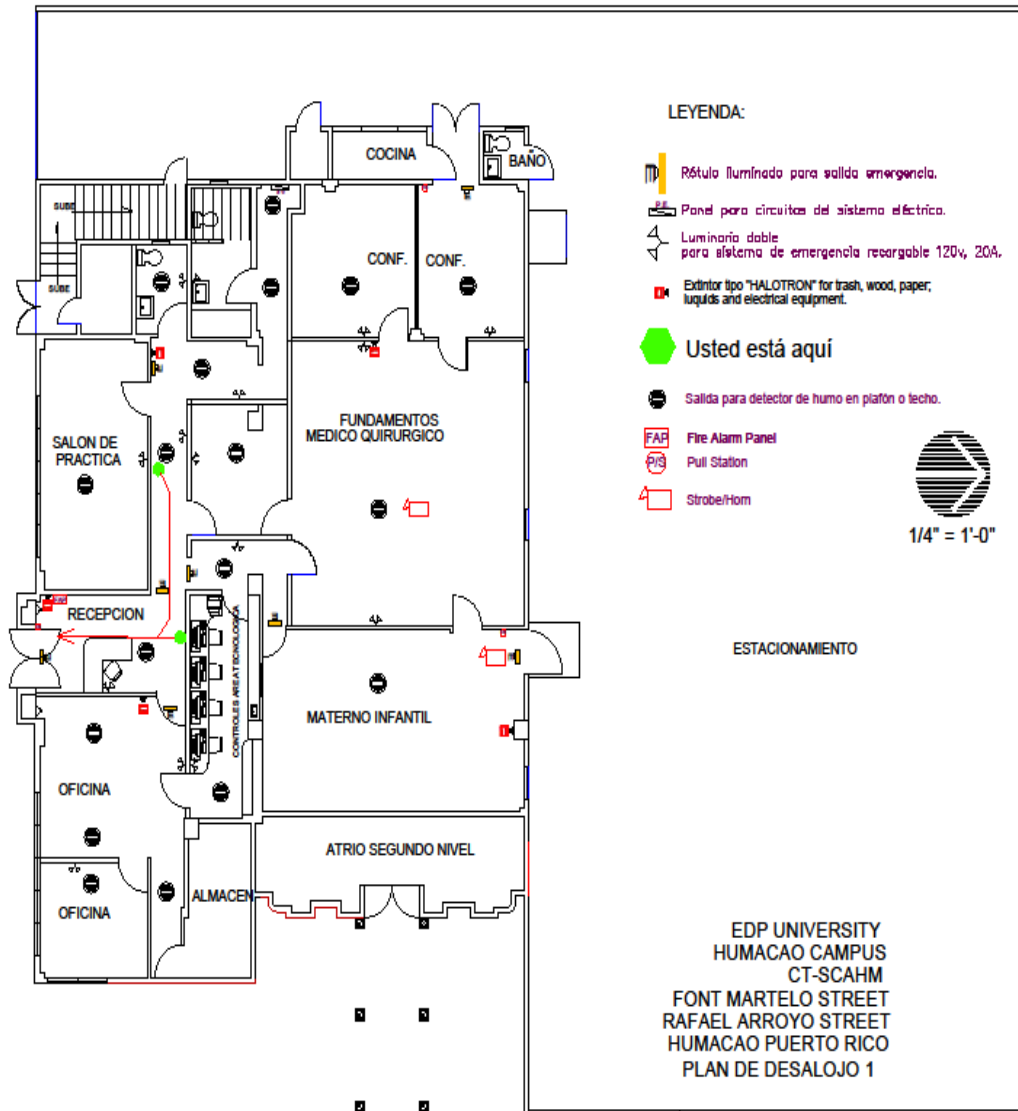 COCINA
BAÑO
SUBE
SUBE
CONF.
CONF.
SALON DE
PRACTICA
FUNDAMENTOS
MEDICO QUIRURGICO
FAP
RECEPCION
CONTROLES AREA TECNOLOGICA
MATERNO INFANTIL
OFICINA
OFICINA
ALMACEN
ATRIO SEGUNDO NIVEL
LEYENDA:
Rótulo iluminado para salida emergencia.
P.E.
Panel para circuitos del sistema eléctrico.
Luminaria doble
para sistema de emergencia recargable 120v, 20A.
Extintor tipo "HALOTRON" for trash, wood, paper;
luquids and electrical equipment.
Usted está aquí
Salida para detector de humo en plafón o techo.
FAP Fire Alarm Panel
P/S Pull Station
Strobe/Horn
1/4" = 1'-0"
ESTACIONAMIENTO
EDP UNIVERSITY
HUMACAO CAMPUS
CT-SCAHM
FONT MARTELO STREET
RAFAEL ARROYO STREET
HUMACAO PUERTO RICO
PLAN DE DESALOJO 1